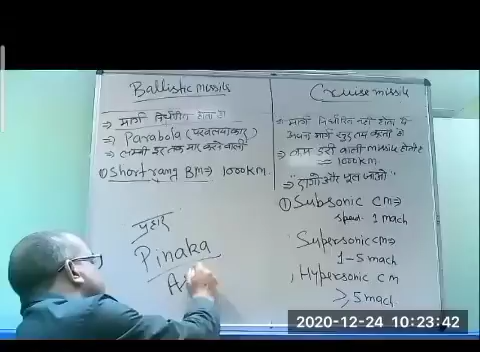 Ballistic missile
⇒ मार्ग निर्धारित होता है
⇒ Parabola (परवलयाकार)
⇒ लम्बी दूर तक मार करने वाली
① Short rang BM ⇒ 1000km.
प्रहार
Pinaka
A
Cruise missile
⇒ मार्ग निर्धारित नहीं होता ये
अपना मार्ग खुद तय करती है
⇒ कम दूरी वाली missile होती है
= 1000km.
⇒ "दागो और भूल जाओ"
① Subsonic CM ⇒
speed - 1 mach
Supersonic cm ⇒
1-5 mach
Hypersonic cm
≥, 5 mach
2020-12-24 10:23:42